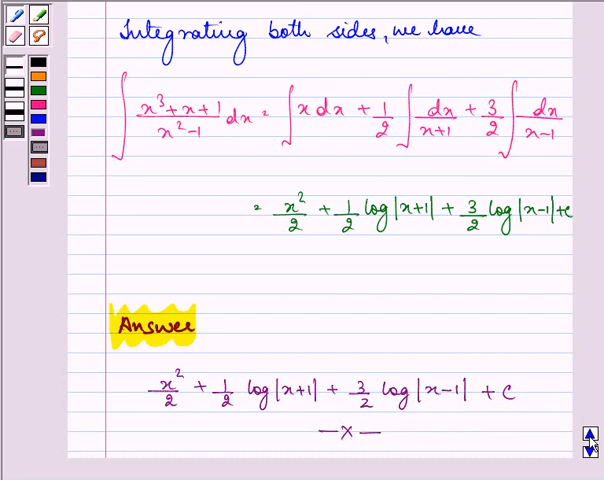 Integrating both sides, we have
∫ x³+x+1/x²-1 dx = ∫ x dx + 1/2 ∫ dx/x+1 + 3/2 ∫ dx/x-1
= x²/2 + 1/2 log|x+1| + 3/2 log|x-1| + c
Answer
x²/2 + 1/2 log|x+1| + 3/2 log|x-1| + C
—x—